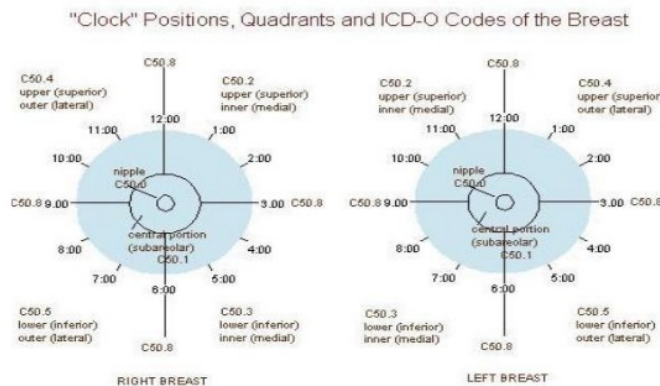 "Clock" Positions, Quadrants and ICD-O Codes of the Breast
C50.8
C50.4
upper (superior)
outer (lateral)
C50.2
upper (superior)
inner (medial)
12:00
11:00
1:00
10:00
2:00
nipple
C50.0
C50.8 9:00
3:00 C50.8
central portion
(subareolar)
C50.1
8:00
4:00
7:00
5:00
6:00
C50.5
lower (inferior)
outer (lateral)
C50.3
lower (inferior)
inner (medial)
C50.8
RIGHT BREAST
C50.8
C50.2
upper (superior)
inner (medial)
C50.4
upper (superior)
outer (lateral)
12:00
11:00
1:00
10:00
2:00
nipple
C50.0
C50.8 9:00
3:00 C50.8
central portion
(subareolar)
C50.1
8:00
4:00
7:00
5:00
6:00
C50.3
lower (inferior)
inner (medial)
C50.5
lower (inferior)
outer (lateral)
C50.8
LEFT BREAST